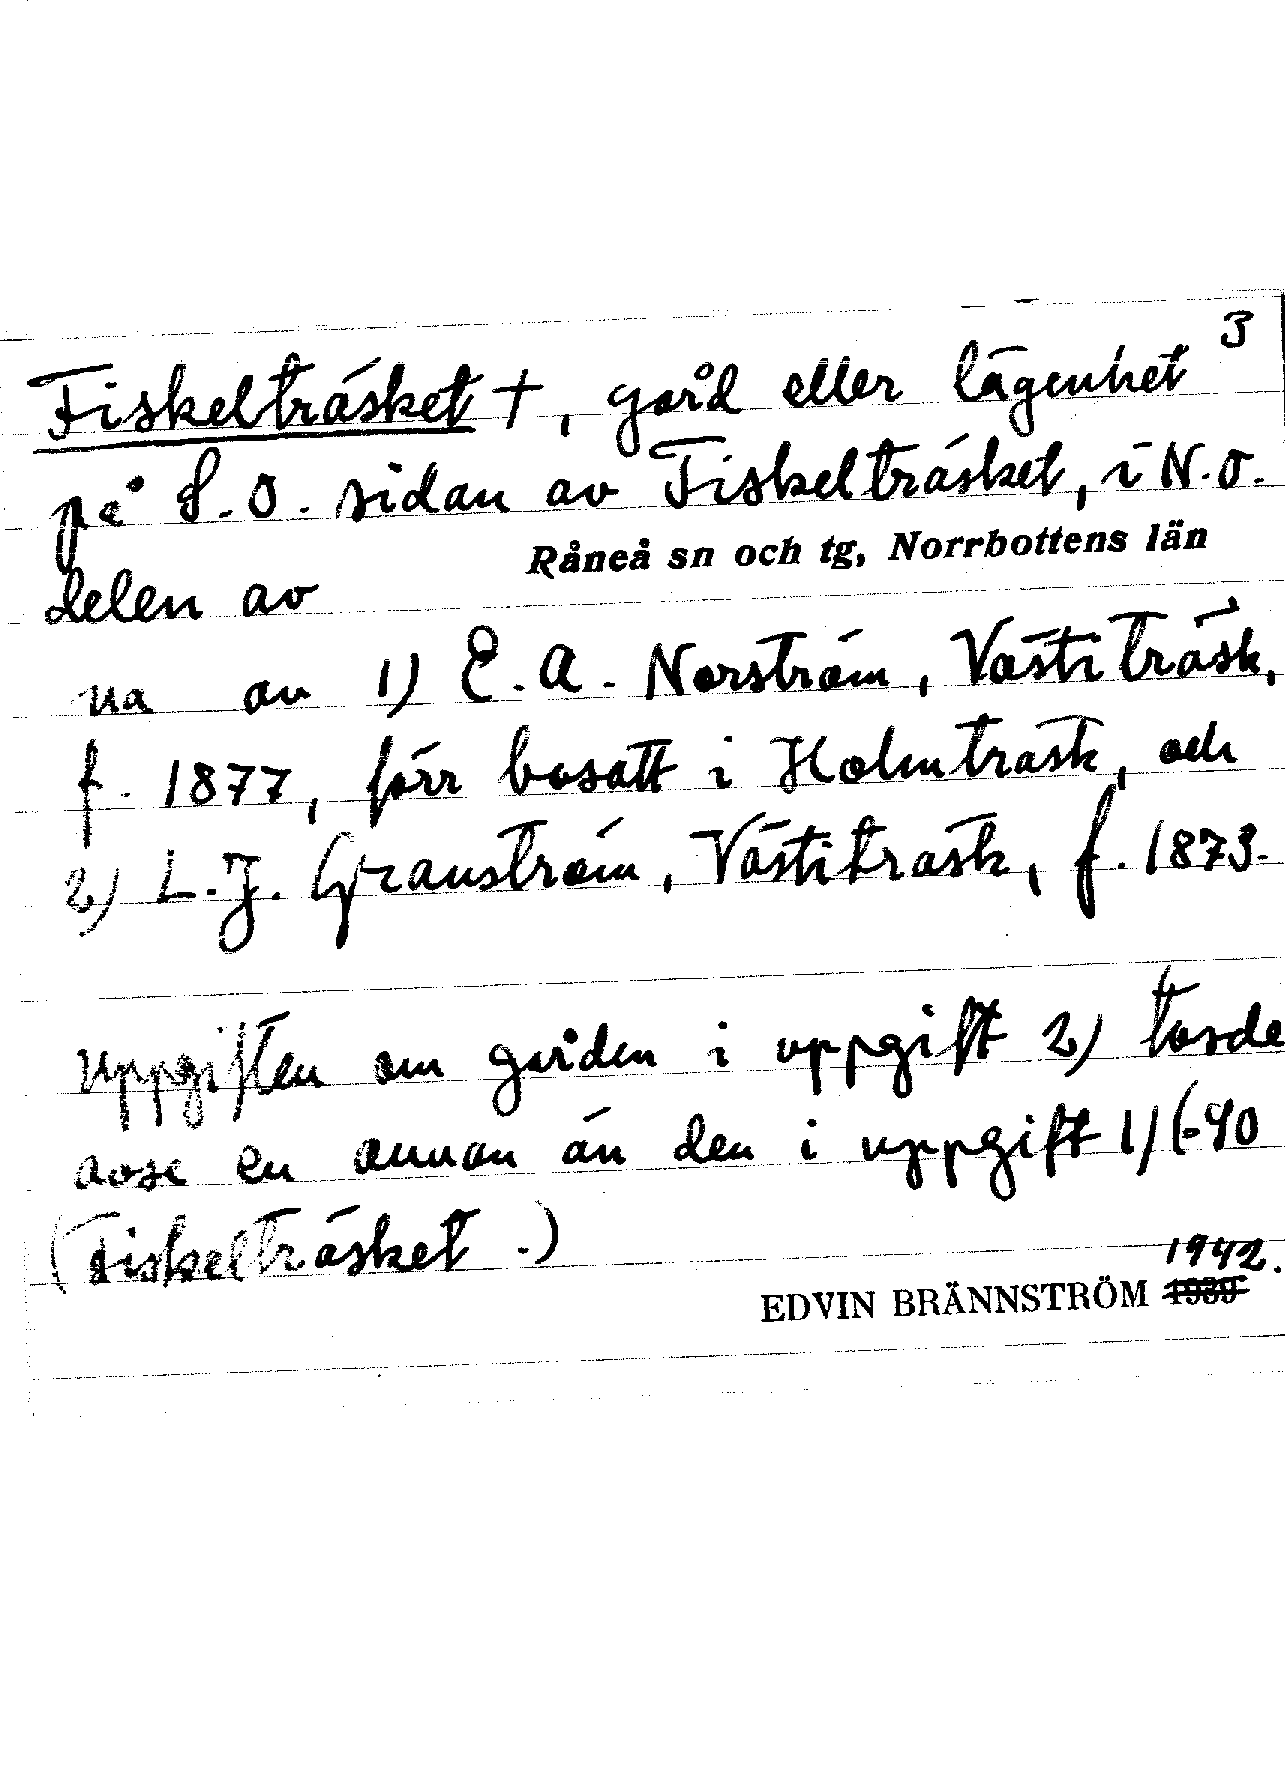 3
Fiskelträsket +, gård eller lägenhet
på S.O. sidan av Fiskelträsket, i N.O.
Råneå sn och tg, Norrbottens län
delen av
na av 1) E. A. Norström, Västiträsk,
f. 1877, förr bosatt i Holmträsk, och
2) L. J. Granström, Västiträsk, f. 1873.
Uppgiften om gården i uppgift 2) torde
avse en annan än den i uppgift 1) (-40
(Fiskelträsket.)
1942.
EDVIN BRÄNNSTRÖM 1939